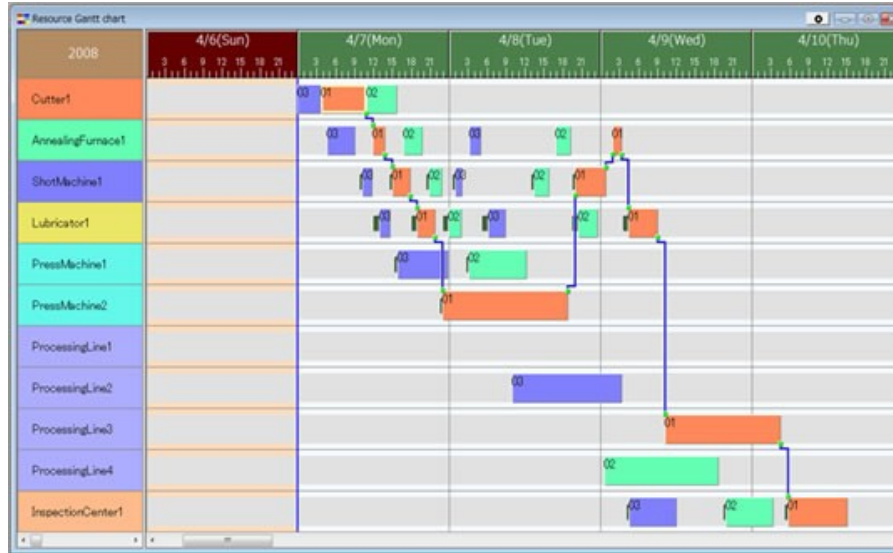 Resource Gantt chart
2008
4/6(Sun) 4/7(Mon) 4/8(Tue) 4/9(Wed) 4/10(Thu)
3 6 9 12 15 18 21 3 6 9 12 15 18 21 3 6 9 12 15 18 21 3 6 9 12 15 18 21 3 6 9 12 15 18 21
Cutter1 03 01 02
AnnealingFurnace1 03 01 02 03 02 01
ShotMachine1 03 01 02 03 02 01
Lubricator1 03 01 02 03 02 01
PressMachine1 03 02
PressMachine2 01
ProcessingLine1
ProcessingLine2 03
ProcessingLine3 01
ProcessingLine4 02
InspectionCenter1 03 02 01